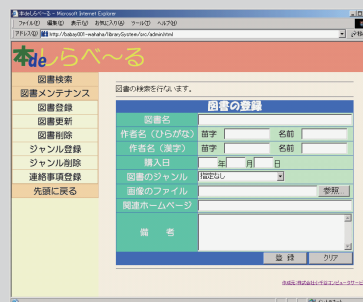 本deしらべ〜る - Microsoft Internet Explorer
ファイル(F) 編集(E) 表示(V) お気に入り(A) ツール(T) ヘルプ(H)
アドレス(D) http://babay001-wahaha/librarySystem/src/adminhtml
本deしらべ〜る
図書検索
図書メンテナンス
図書登録
図書更新
図書削除
ジャンル登録
ジャンル削除
連絡事項登録
先頭に戻る
図書の検索を行ないます。
図書の登録
図書名
作者名（ひらがな） 苗字 名前
作者名（漢字） 苗字 名前
購入日 年 月 日
図書のジャンル 指定なし
画像のファイル 参照...
関連ホームページ
備 考
登 録 クリア